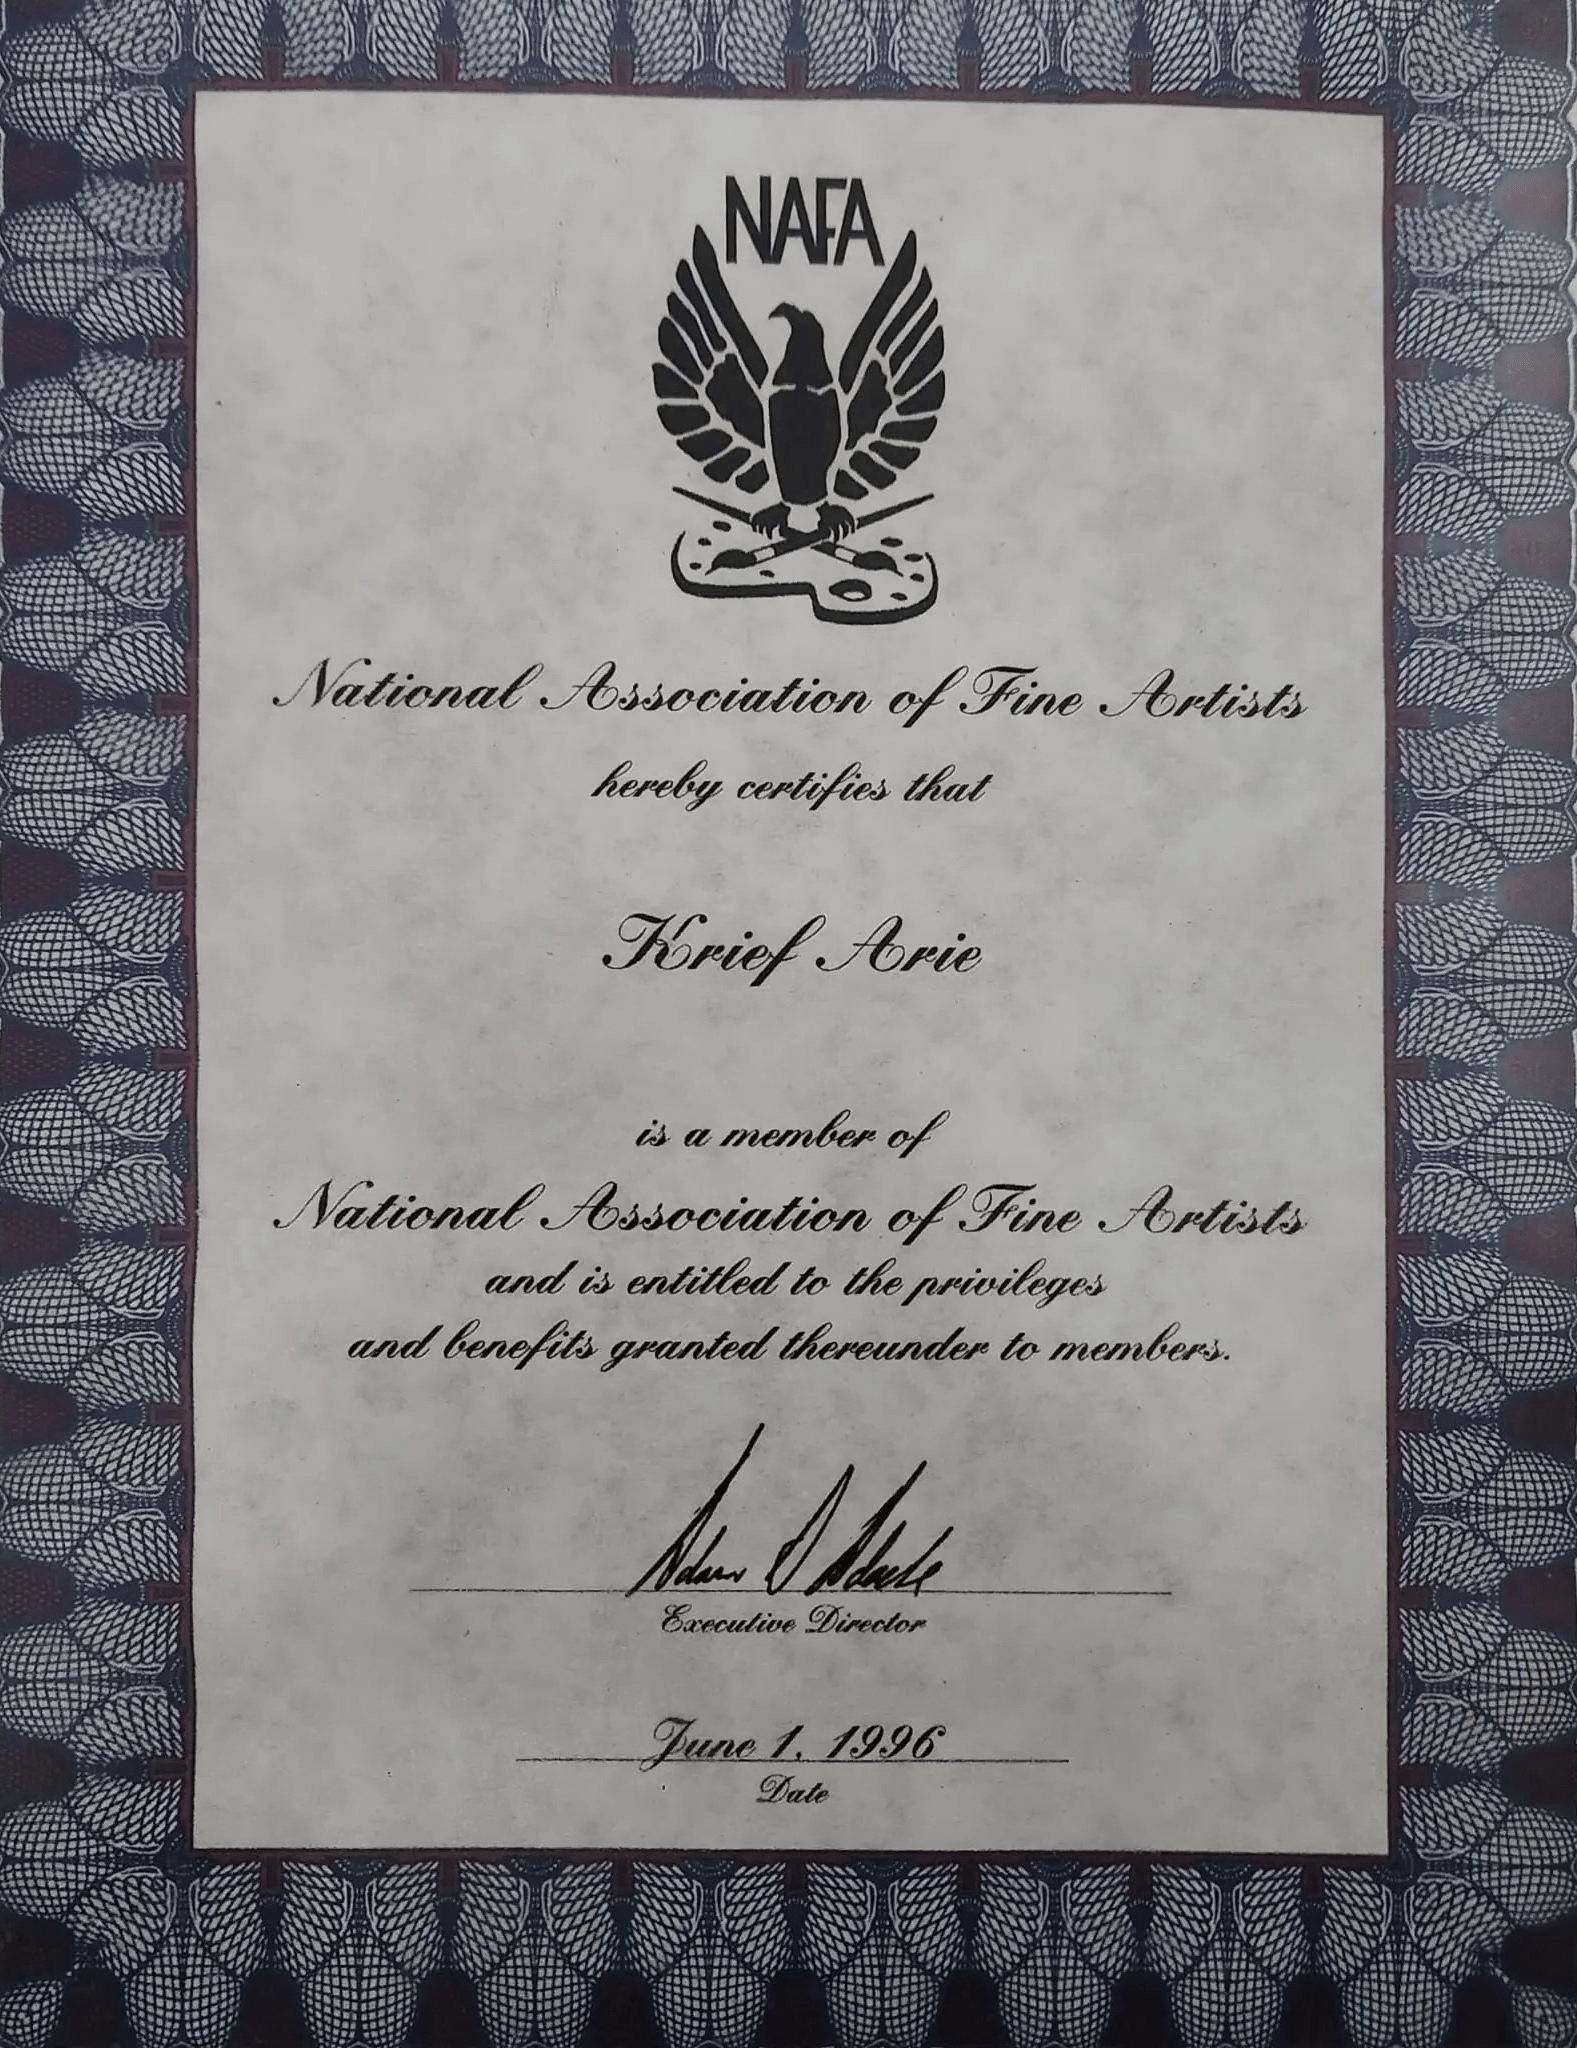 NAFA
National Association of Fine Artists
hereby certifies that
Krief Arie
is a member of
National Association of Fine Artists
and is entitled to the privileges
and benefits granted thereunder to members.
Executive Director
June 1, 1996
Date